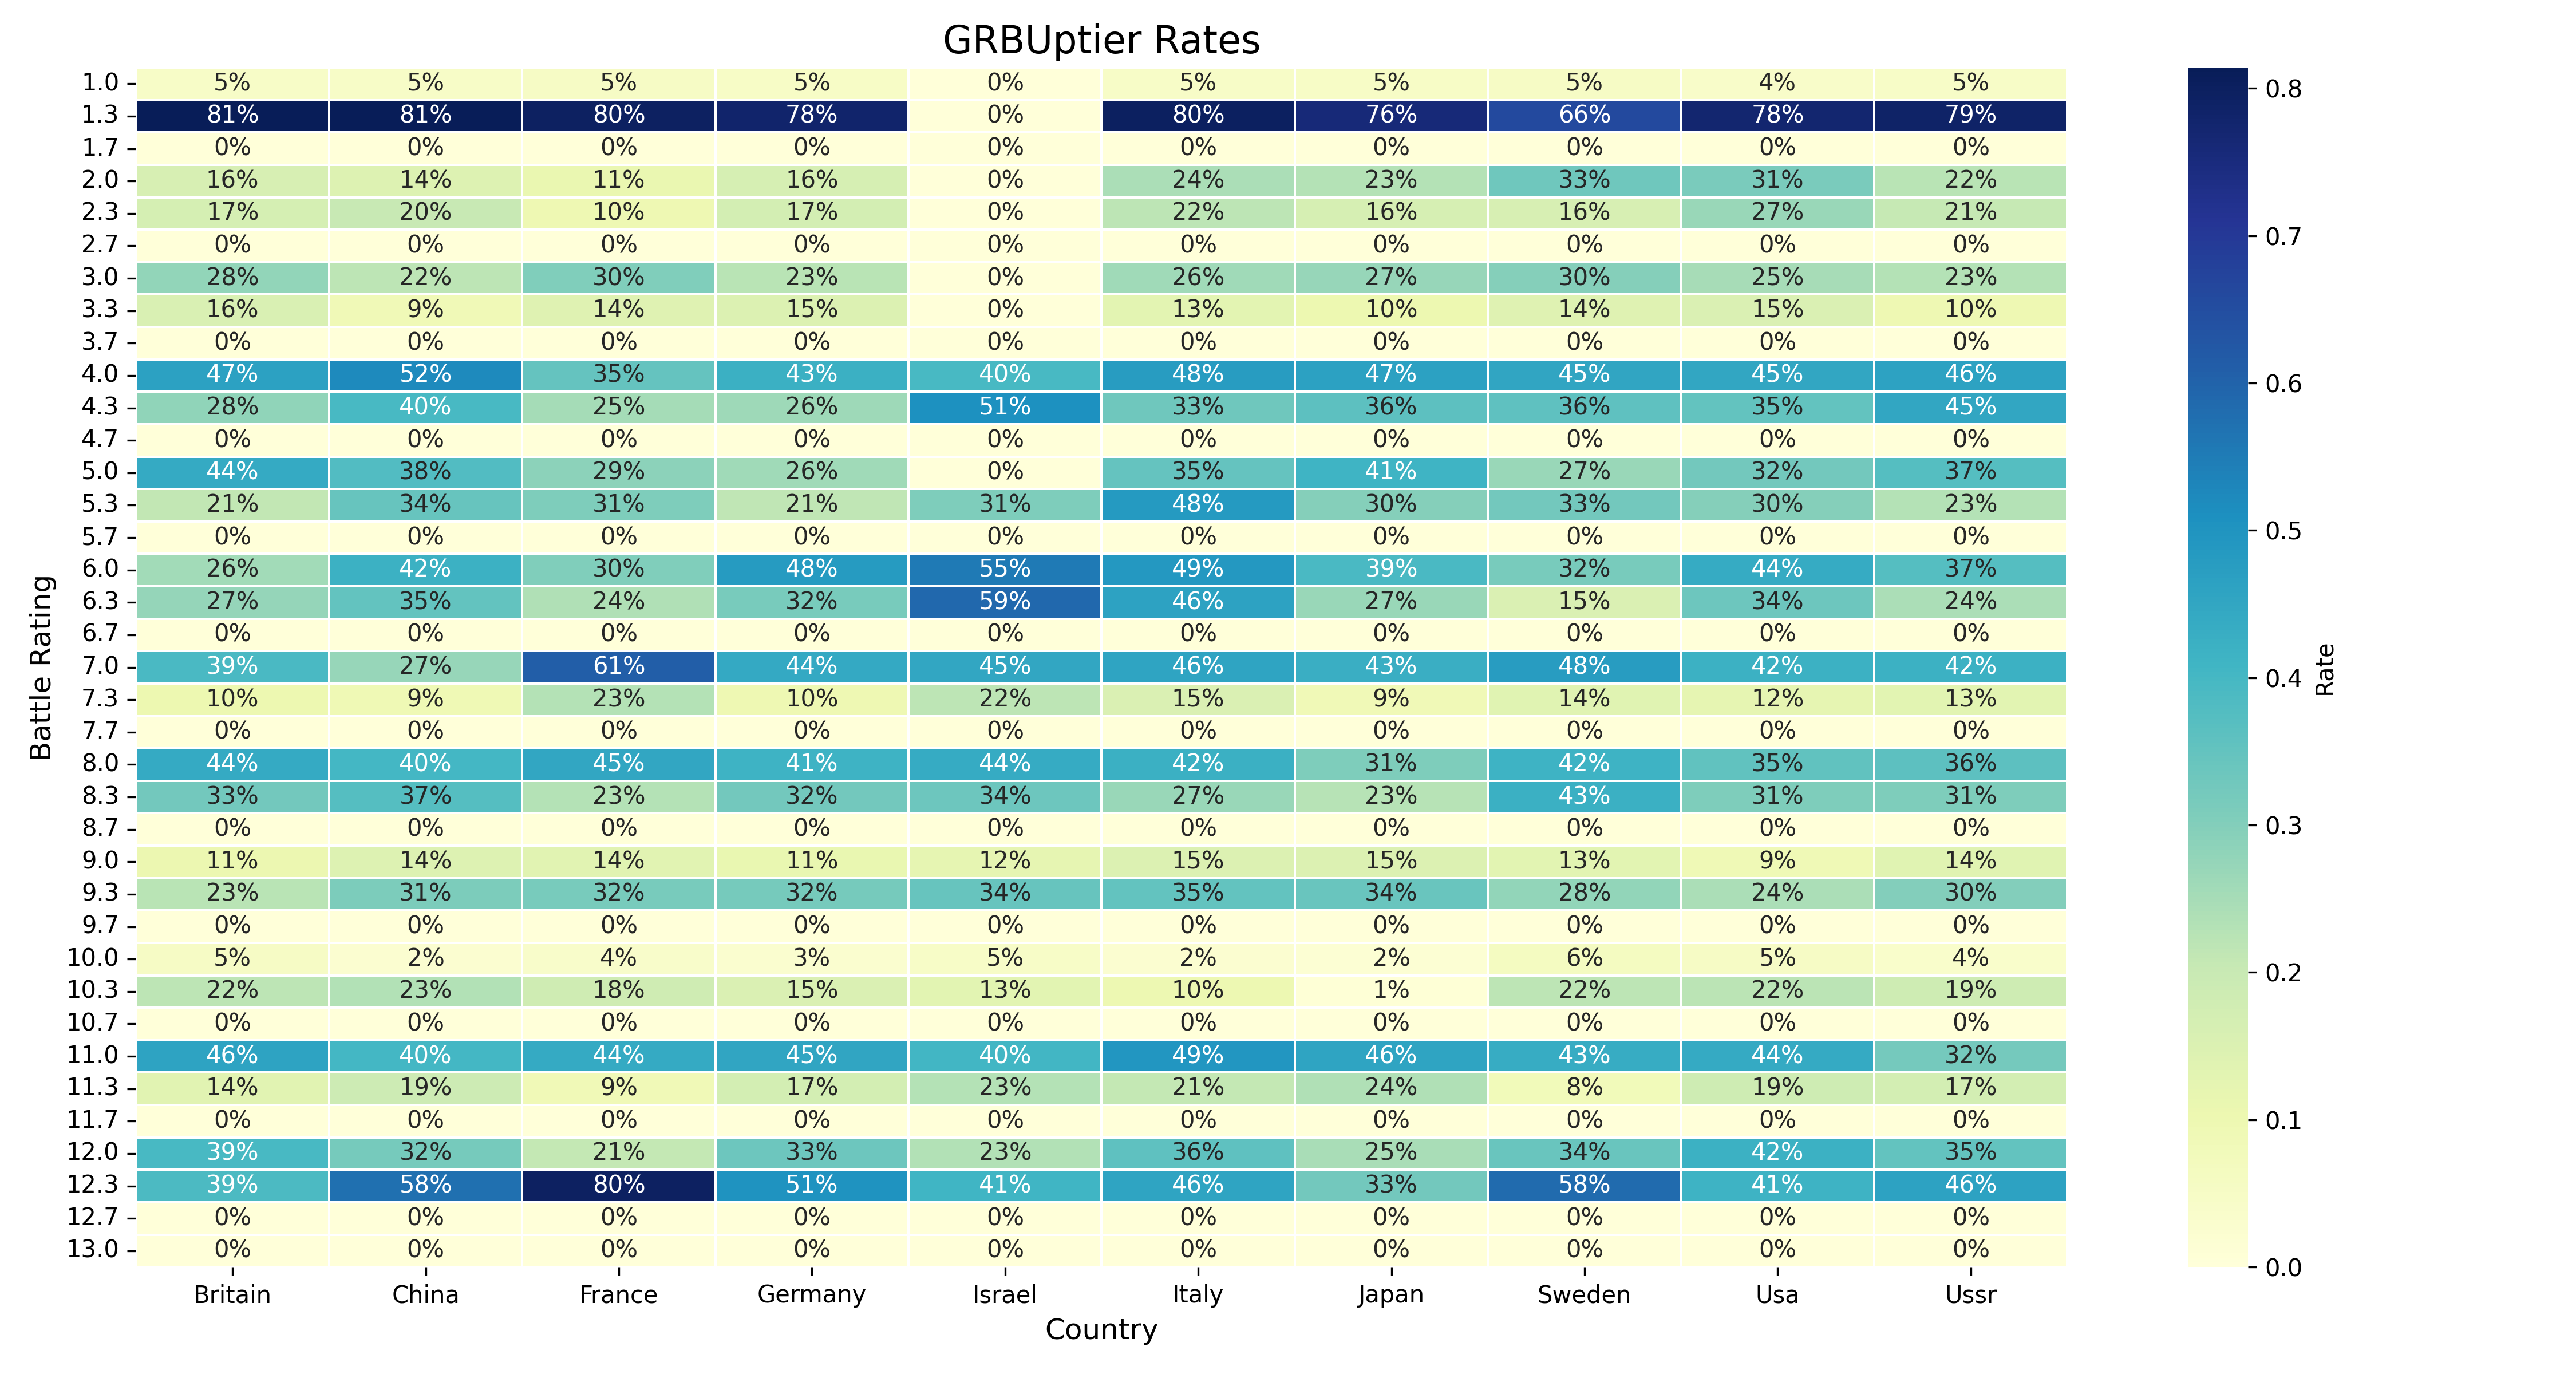 GRBUptier Rates
1.0 5% 5% 5% 5% 0% 5% 5% 5% 4% 5%
1.3 81% 81% 80% 78% 0% 80% 76% 66% 78% 79%
1.7 0% 0% 0% 0% 0% 0% 0% 0% 0% 0%
2.0 16% 14% 11% 16% 0% 24% 23% 33% 31% 22%
2.3 17% 20% 10% 17% 0% 22% 16% 16% 27% 21%
2.7 0% 0% 0% 0% 0% 0% 0% 0% 0% 0%
3.0 28% 22% 30% 23% 0% 26% 27% 30% 25% 23%
3.3 16% 9% 14% 15% 0% 13% 10% 14% 15% 10%
3.7 0% 0% 0% 0% 0% 0% 0% 0% 0% 0%
4.0 47% 52% 35% 43% 40% 48% 47% 45% 45% 46%
4.3 28% 40% 25% 26% 51% 33% 36% 36% 35% 45%
4.7 0% 0% 0% 0% 0% 0% 0% 0% 0% 0%
5.0 44% 38% 29% 26% 0% 35% 41% 27% 32% 37%
5.3 21% 34% 31% 21% 31% 48% 30% 33% 30% 23%
5.7 0% 0% 0% 0% 0% 0% 0% 0% 0% 0%
6.0 26% 42% 30% 48% 55% 49% 39% 32% 44% 37%
6.3 27% 35% 24% 32% 59% 46% 27% 15% 34% 24%
6.7 0% 0% 0% 0% 0% 0% 0% 0% 0% 0%
7.0 39% 27% 61% 44% 45% 46% 43% 48% 42% 42%
7.3 10% 9% 23% 10% 22% 15% 9% 14% 12% 13%
7.7 0% 0% 0% 0% 0% 0% 0% 0% 0% 0%
8.0 44% 40% 45% 41% 44% 42% 31% 42% 35% 36%
8.3 33% 37% 23% 32% 34% 27% 23% 43% 31% 31%
8.7 0% 0% 0% 0% 0% 0% 0% 0% 0% 0%
9.0 11% 14% 14% 11% 12% 15% 15% 13% 9% 14%
9.3 23% 31% 32% 32% 34% 35% 34% 28% 24% 30%
9.7 0% 0% 0% 0% 0% 0% 0% 0% 0% 0%
10.0 5% 2% 4% 3% 5% 2% 2% 6% 5% 4%
10.3 22% 23% 18% 15% 13% 10% 1% 22% 22% 19%
10.7 0% 0% 0% 0% 0% 0% 0% 0% 0% 0%
11.0 46% 40% 44% 45% 40% 49% 46% 43% 44% 32%
11.3 14% 19% 9% 17% 23% 21% 24% 8% 19% 17%
11.7 0% 0% 0% 0% 0% 0% 0% 0% 0% 0%
12.0 39% 32% 21% 33% 23% 36% 25% 34% 42% 35%
12.3 39% 58% 80% 51% 41% 46% 33% 58% 41% 46%
12.7 0% 0% 0% 0% 0% 0% 0% 0% 0% 0%
13.0 0% 0% 0% 0% 0% 0% 0% 0% 0% 0%
Britain China France Germany Israel Italy Japan Sweden Usa Ussr
Country
Battle Rating
0.8
0.7
0.6
0.5
0.4
0.3
0.2
0.1
0.0
Rate